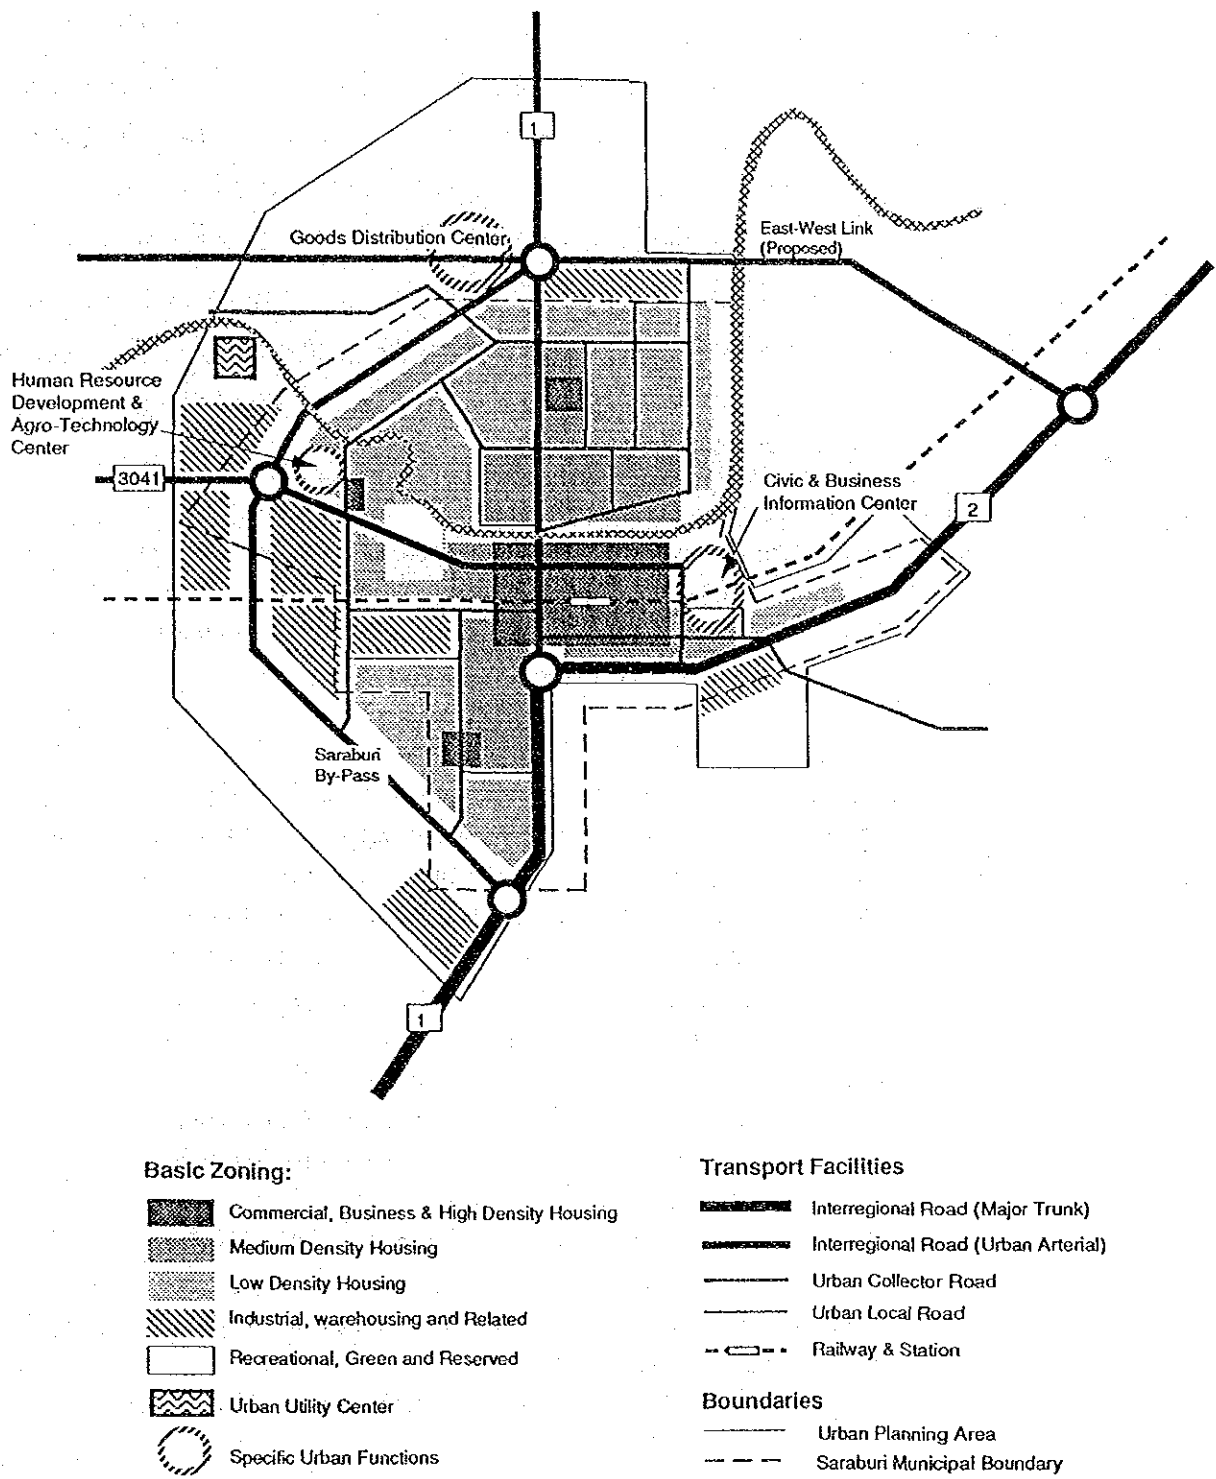 1
Goods Distribution Center
East-West Link
(Proposed)
Human Resource
Development &
Agro-Technology
Center
3041
Civic & Business
Information Center
2
Saraburi
By-Pass
1
Basic Zoning:
Commercial, Business & High Density Housing
Medium Density Housing
Low Density Housing
Industrial, warehousing and Related
Recreational, Green and Reserved
Urban Utility Center
Specific Urban Functions
Transport Facilities
Interregional Road (Major Trunk)
Interregional Road (Urban Arterial)
Urban Collector Road
Urban Local Road
Railway & Station
Boundaries
Urban Planning Area
Saraburi Municipal Boundary